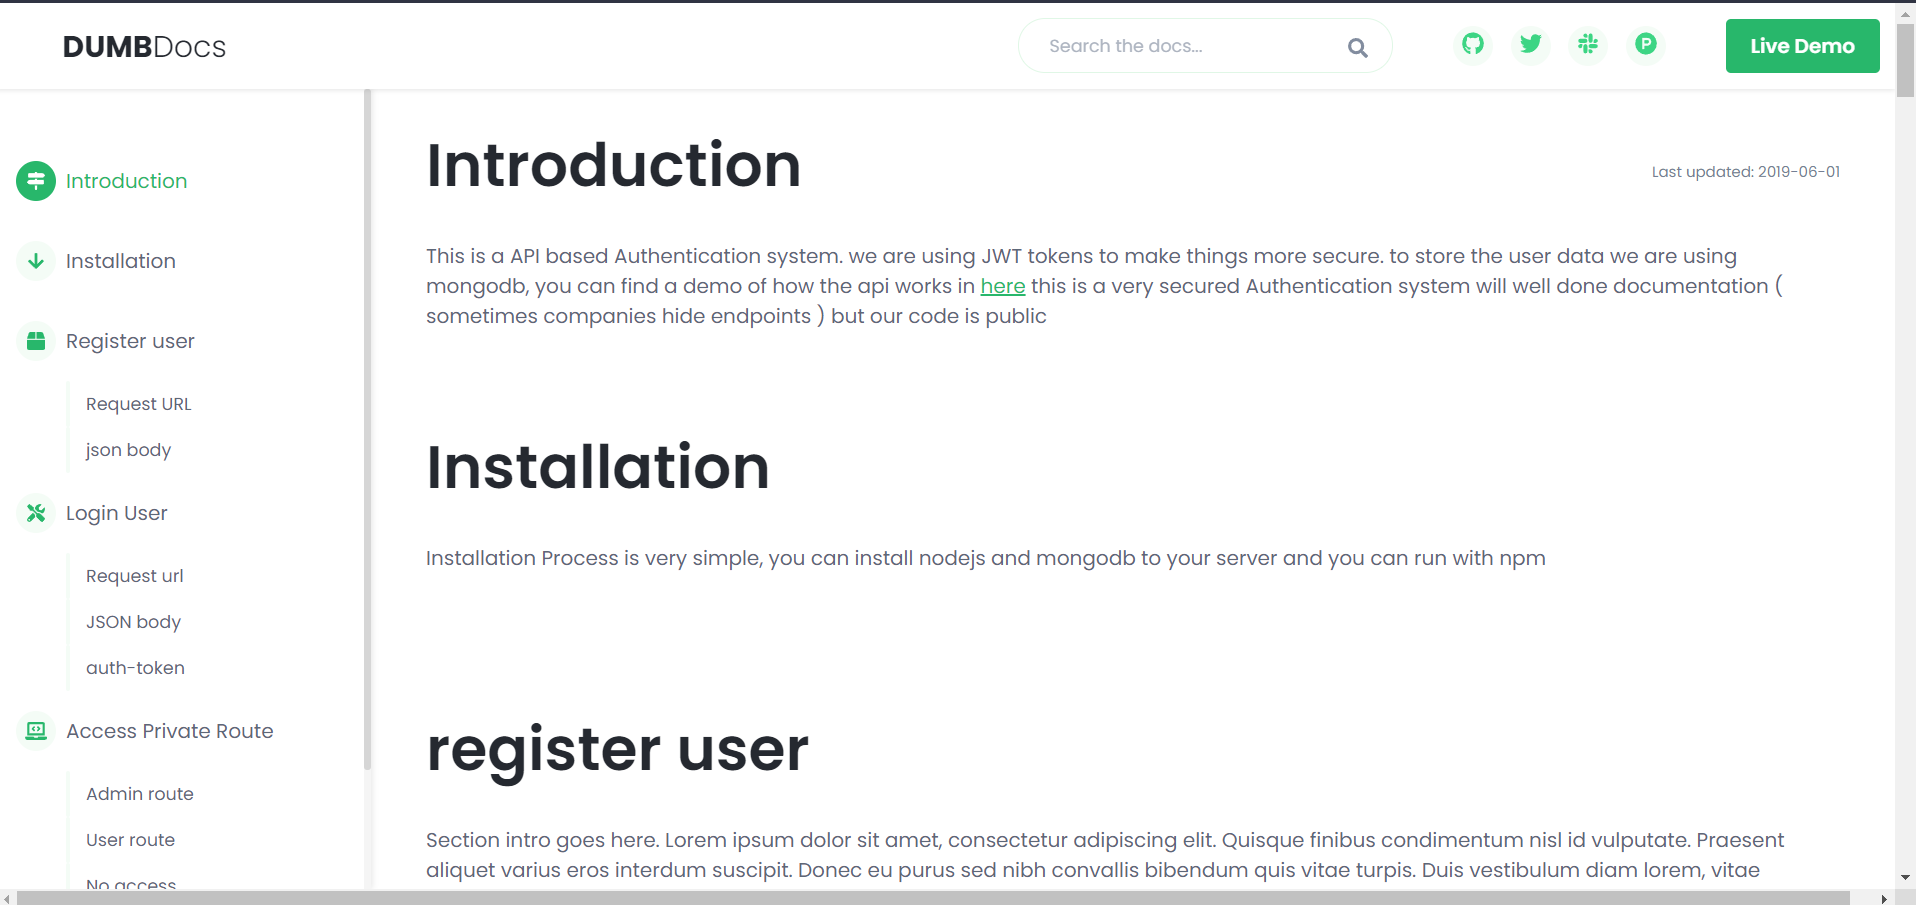 DUMBDocs
Search the docs...
Live Demo
Introduction
Installation
Register user
Request URL
json body
Login User
Request url
JSON body
auth-token
Access Private Route
Admin route
User route
No access
Introduction
Last updated: 2019-06-01
This is a API based Authentication system. we are using JWT tokens to make things more secure. to store the user data we are using
mongodb, you can find a demo of how the api works in here this is a very secured Authentication system will well done documentation (
sometimes companies hide endpoints ) but our code is public
Installation
Installation Process is very simple, you can install nodejs and mongodb to your server and you can run with npm
register user
Section intro goes here. Lorem ipsum dolor sit amet, consectetur adipiscing elit. Quisque finibus condimentum nisl id vulputate. Praesent
aliquet varius eros interdum suscipit. Donec eu purus sed nibh convallis bibendum quis vitae turpis. Duis vestibulum diam lorem, vitae